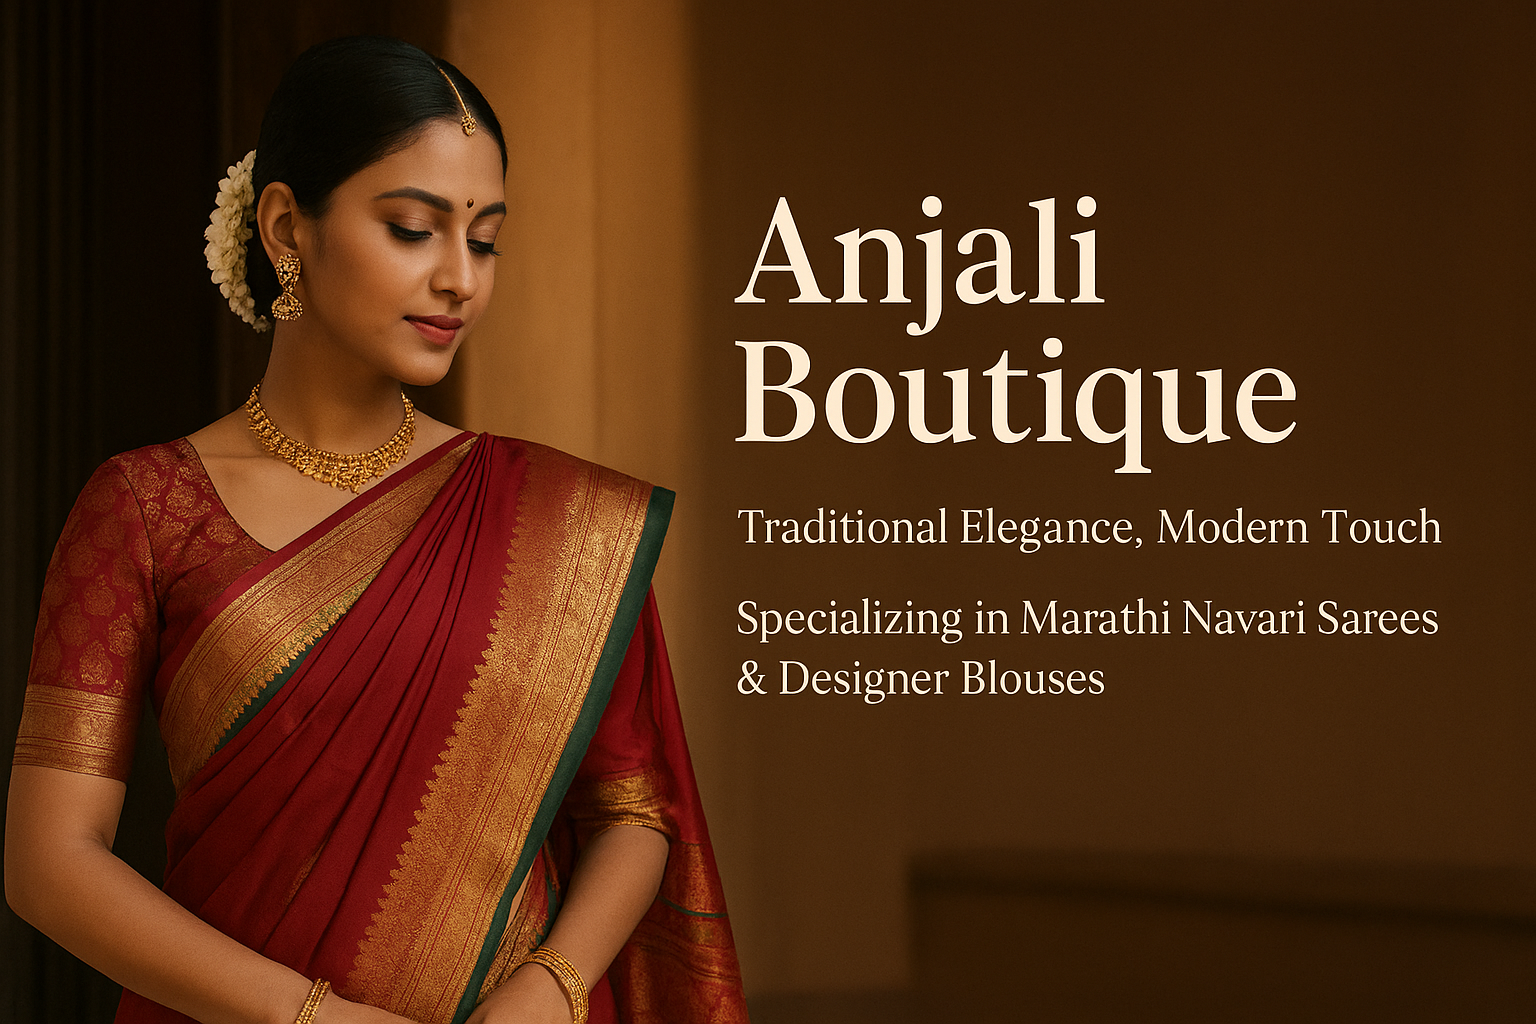 Anjali
Boutique
Traditional Elegance, Modern Touch
Specializing in Marathi Navari Sarees
& Designer Blouses